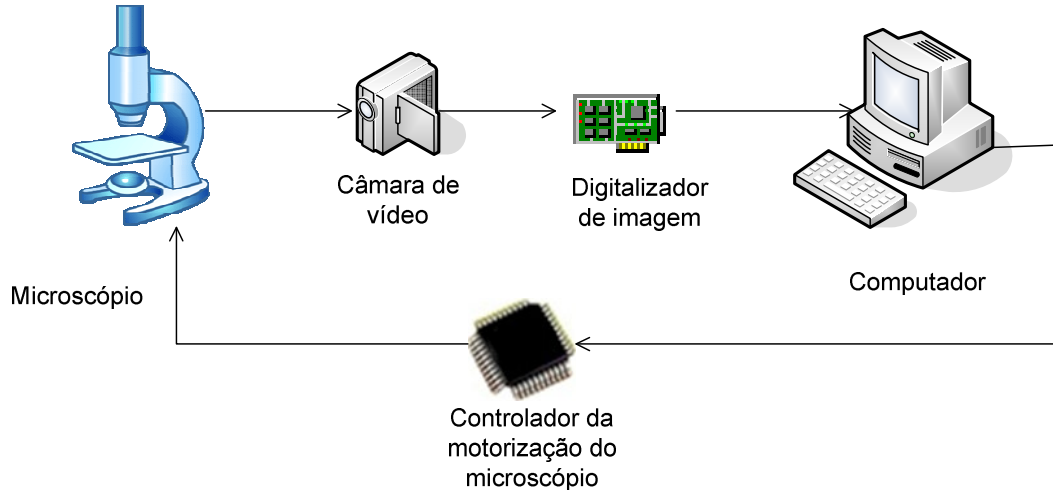 Câmara de
vídeo
Digitalizador
de imagem
Computador
Microscópio
Controlador da
motorização do
microscópio